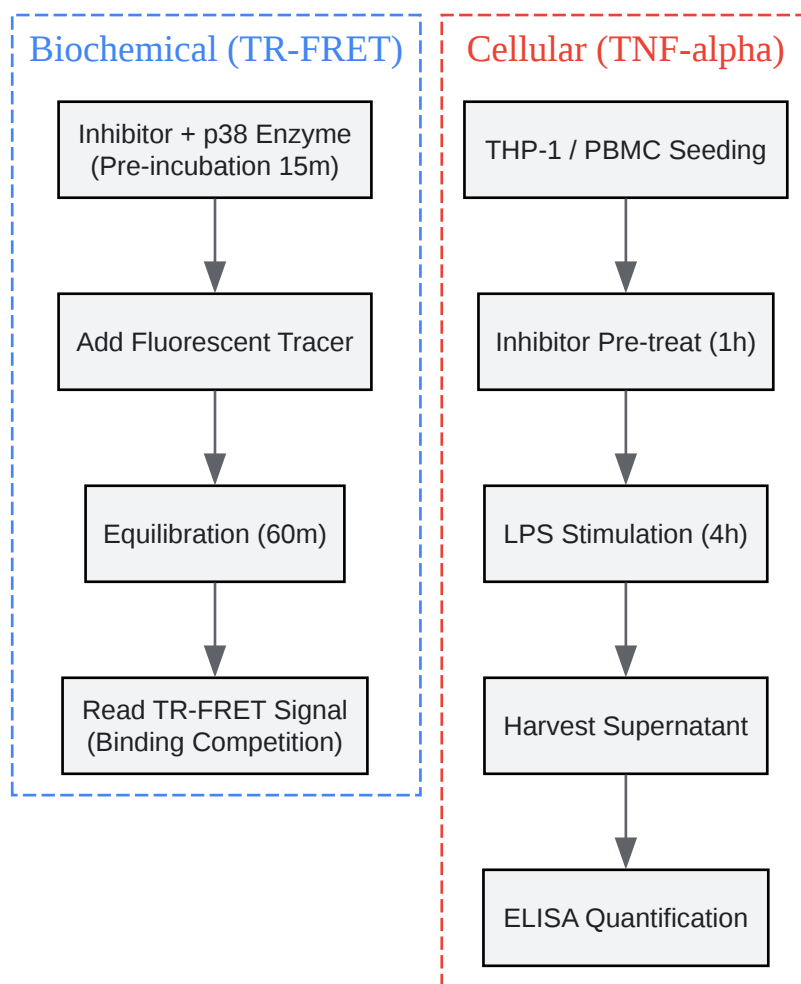 Biochemical (TR-FRET)
Inhibitor + p38 Enzyme
(Pre-incubation 15m)
Add Fluorescent Tracer
Equilibration (60m)
Read TR-FRET Signal
(Binding Competition)
Cellular (TNF-alpha)
THP-1 / PBMC Seeding
Inhibitor Pre-treat (1h)
LPS Stimulation (4h)
Harvest Supernatant
ELISA Quantification